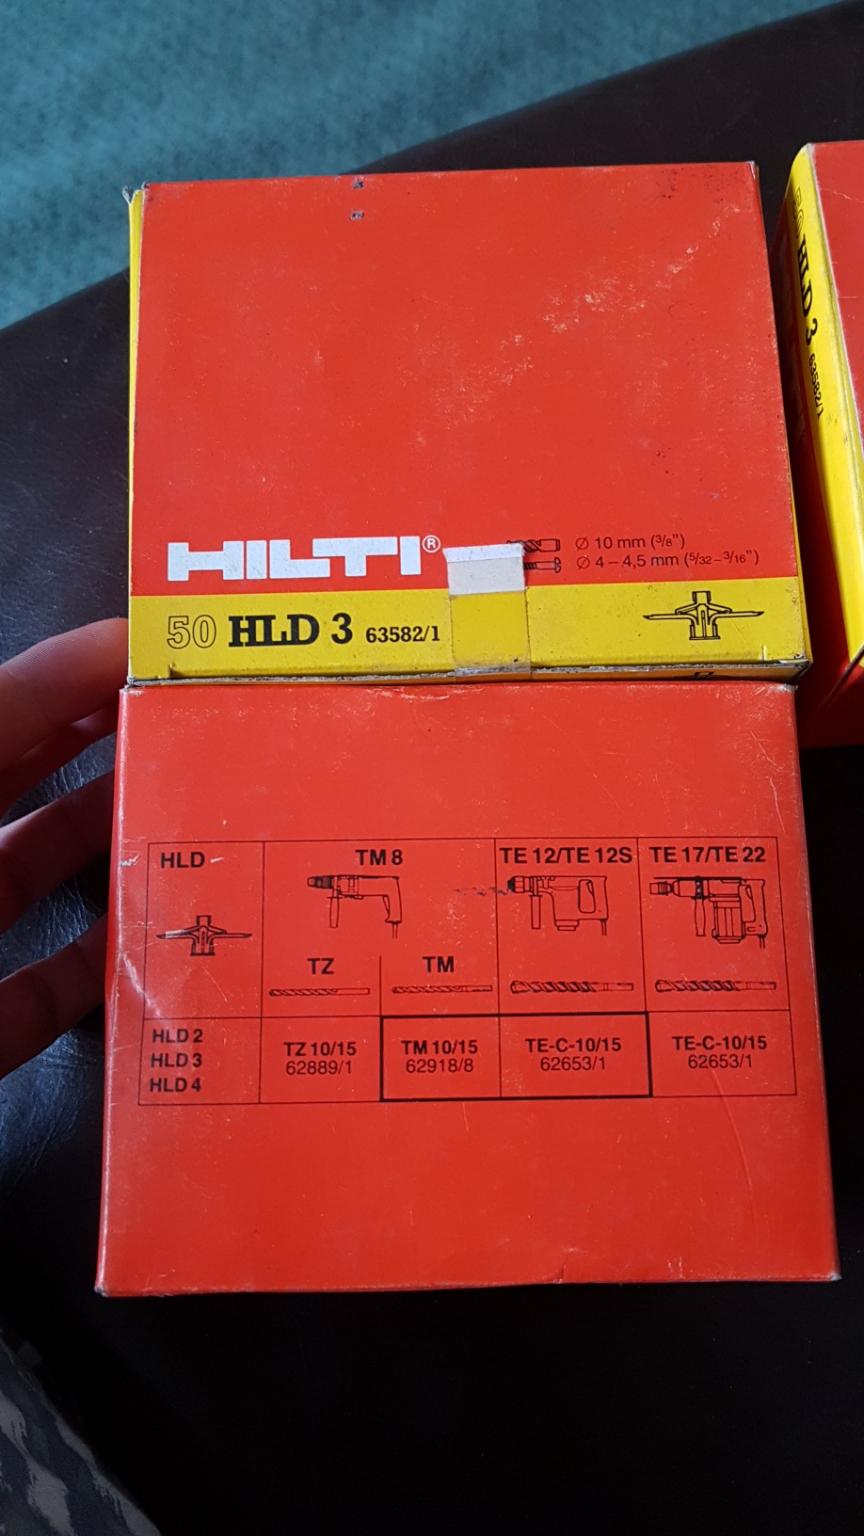 HILTI®
Ø 10 mm (3/8")
Ø 4 – 4,5 mm (5/32 – 3/16")
50 HLD 3 63582/1
50 HLD 3 63582/1
HLD
TM 8
TE 12/TE 12S
TE 17/TE 22
TZ
TM
HLD 2
HLD 3
HLD 4
TZ 10/15
62889/1
TM 10/15
62918/8
TE-C-10/15
62653/1
TE-C-10/15
62653/1